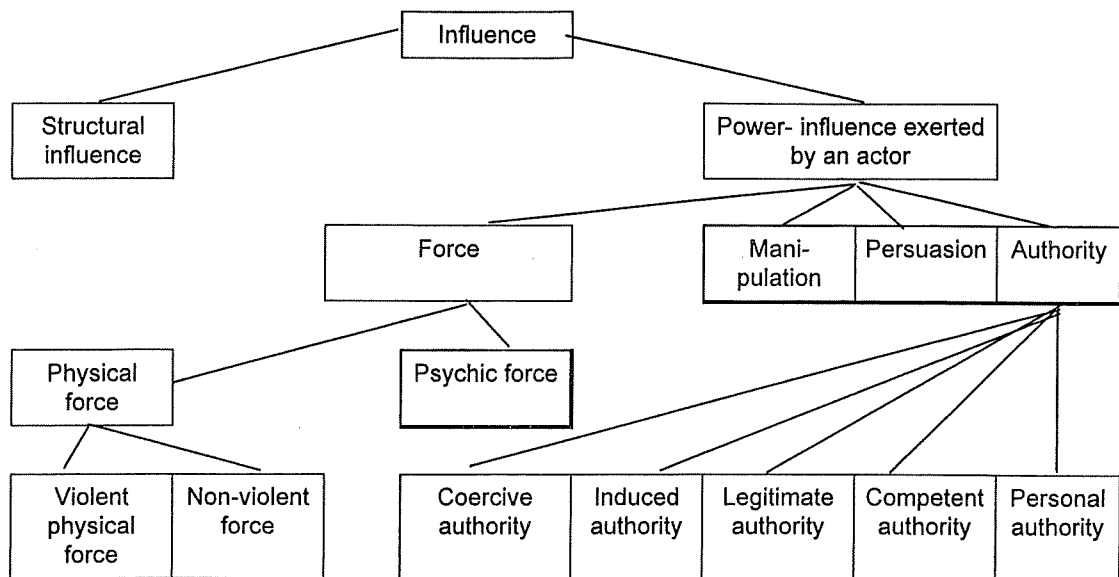 Influence
Structural
influence
Power- influence exerted
by an actor
Force
Mani-
pulation
Persuasion
Authority
Physical
force
Psychic force
Violent
physical
force
Non-violent
force
Coercive
authority
Induced
authority
Legitimate
authority
Competent
authority
Personal
authority